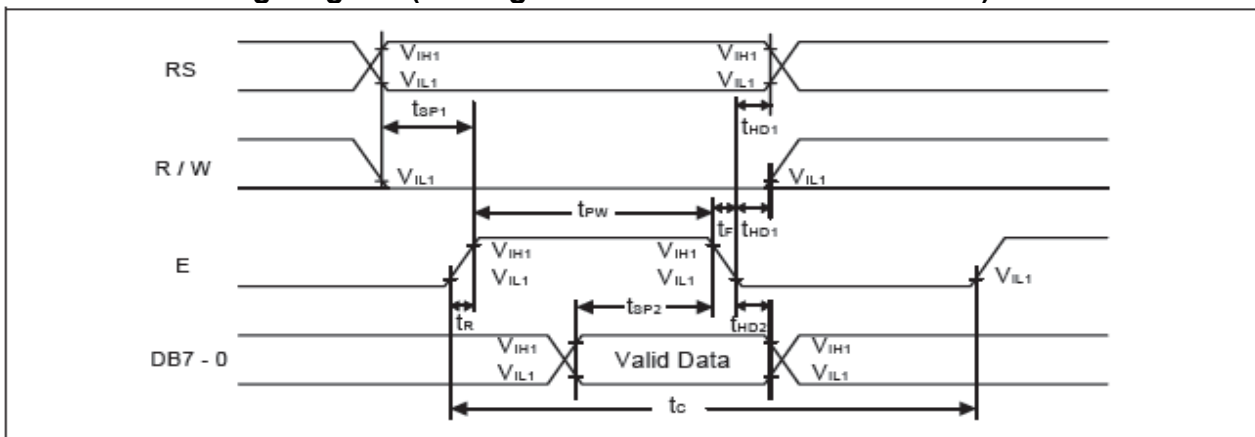 RS
VIH1 VIH1
VIL1 VIL1
tSP1 tHD1
R / W
VIL1 VIL1
tPW tF tHD1
E
VIH1 VIH1
VIL1 VIL1 VIL1
tR tSP2 tHD2
DB7 - 0
VIH1 Valid Data VIH1
VIL1 VIL1
tC